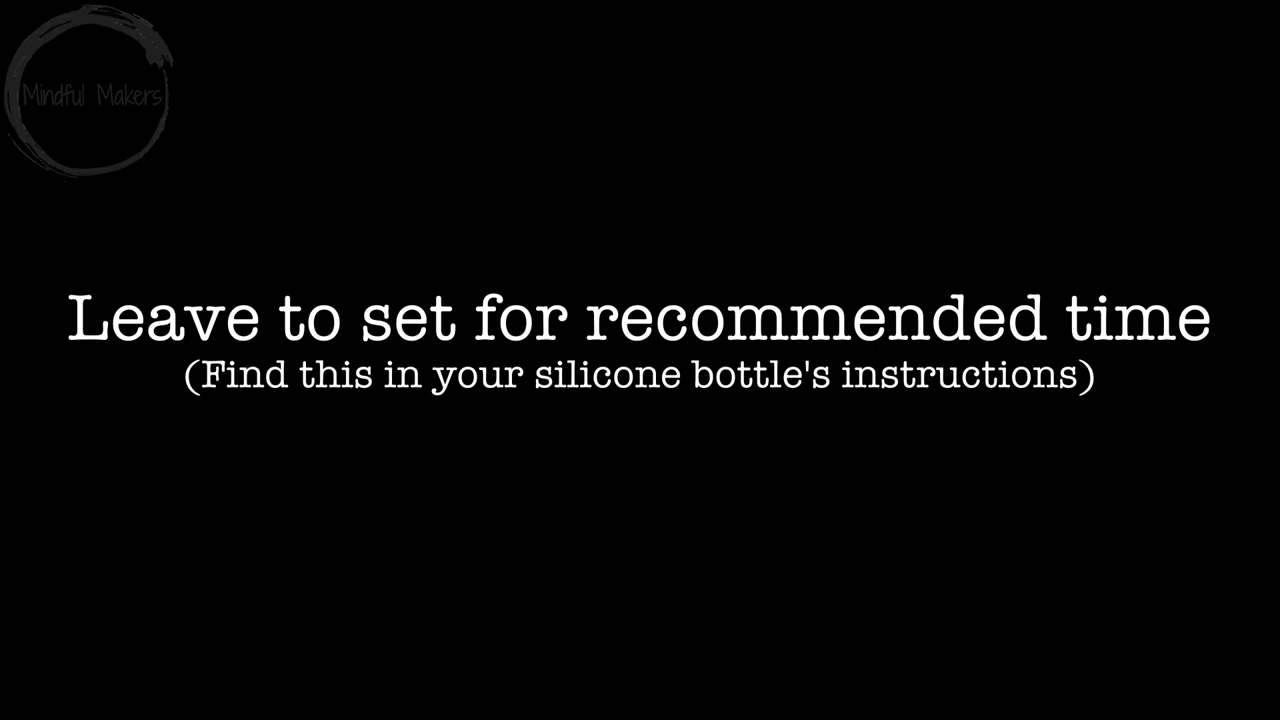 Mindful Makers
Leave to set for recommended time
(Find this in your silicone bottle's instructions)